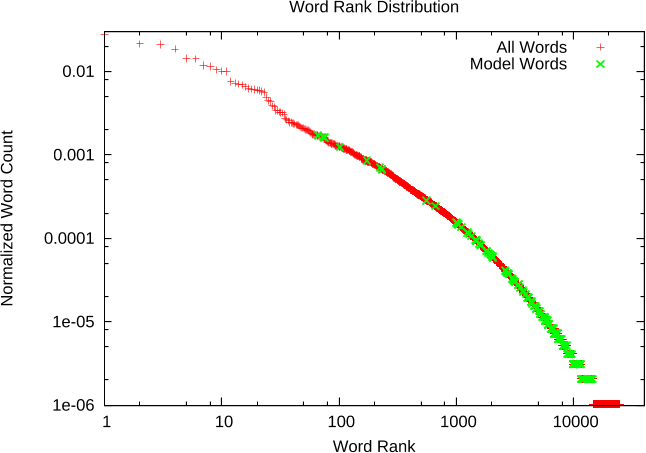 Word Rank Distribution
All Words
Model Words
0.01
0.001
0.0001
1e-05
1e-06
Normalized Word Count
1 10 100 1000 10000
Word Rank